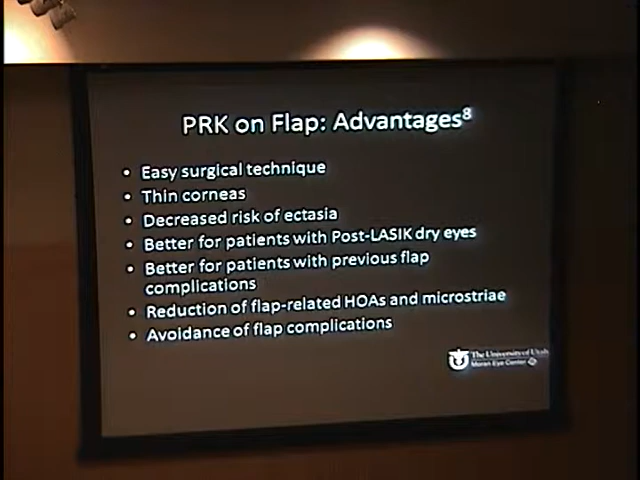 PRK on Flap: Advantages⁸
• Easy surgical technique
• Thin corneas
• Decreased risk of ectasia
• Better for patients with Post-LASIK dry eyes
• Better for patients with previous flap
complications
• Reduction of flap-related HOAs and microstriae
• Avoidance of flap complications
The University of Utah
Moran Eye Center